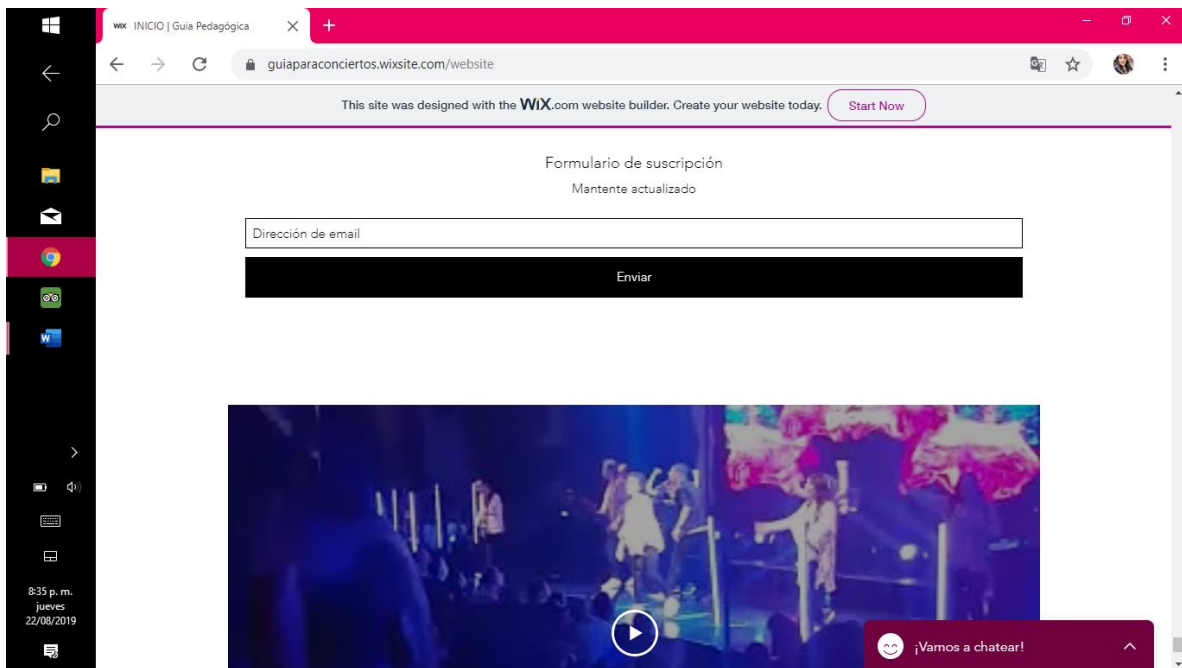 WiX INICIO | Guia Pedagógica
guiaparaconciertos.wixsite.com/website
This site was designed with the WiX.com website builder. Create your website today. Start Now
Formulario de suscripción
Mantente actualizado
Dirección de email
Enviar
W
8:35 p. m.
jueves
22/08/2019
¡Vamos a chatear!